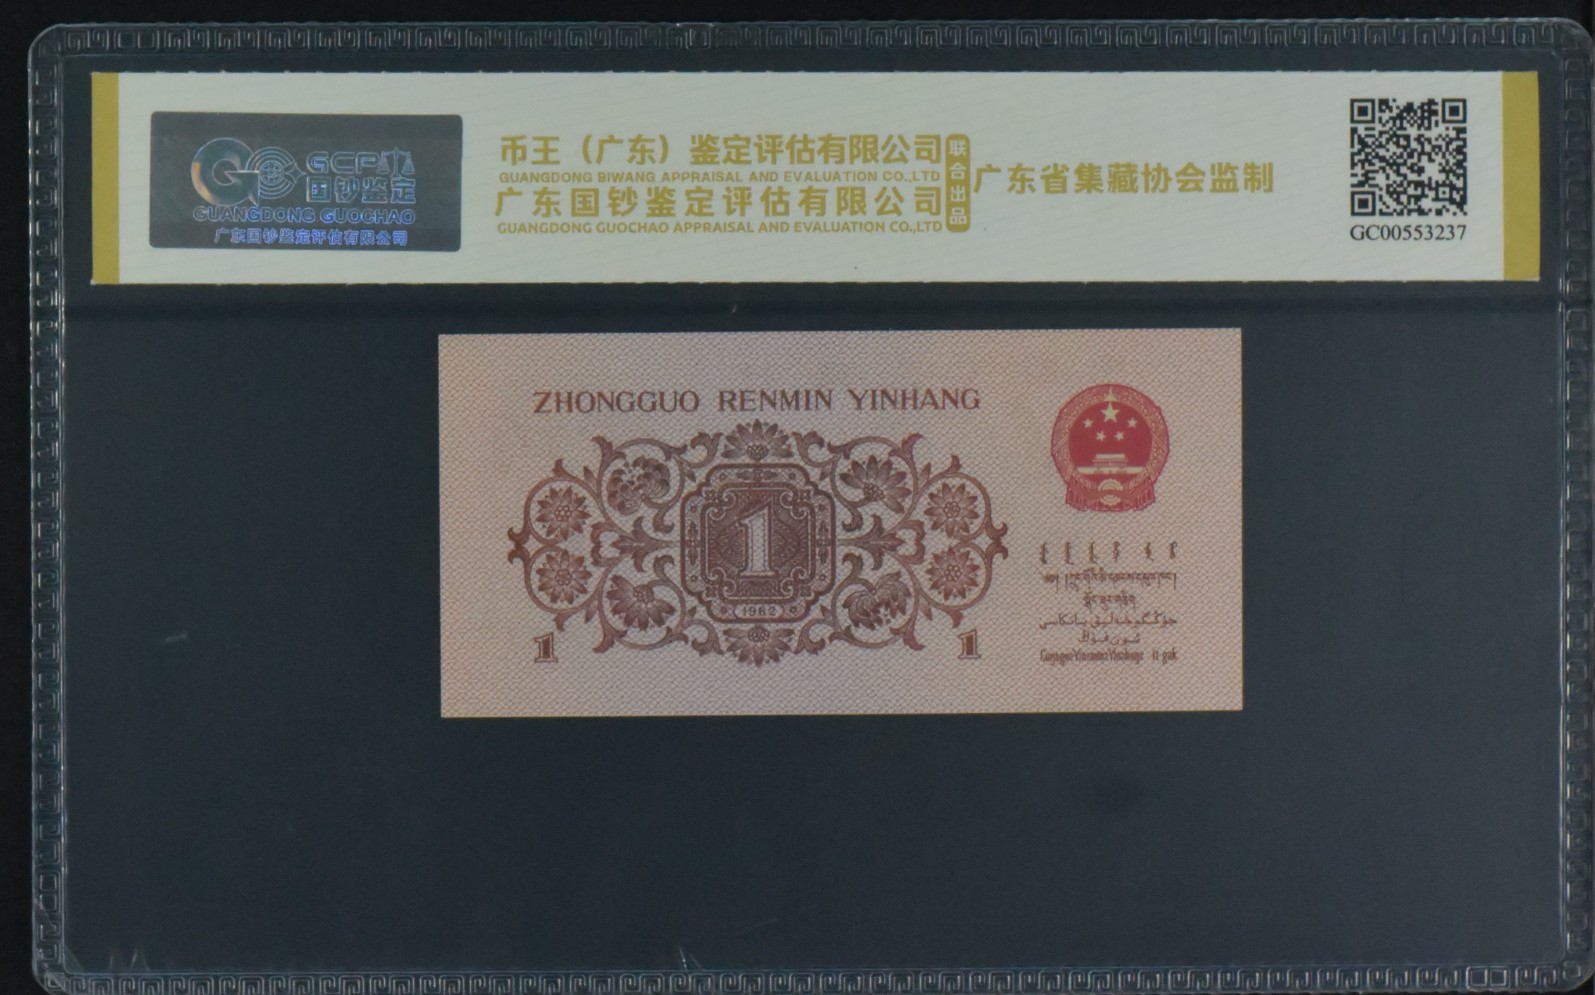 GCP
国钞鉴定
GUANGDONG GUOCHAO
广东国钞鉴定评估有限公司
币王（广东）鉴定评估有限公司
GUANGDONG BIWANG APPRAISAL AND EVALUATION CO.,LTD
广东国钞鉴定评估有限公司
GUANGDONG GUOCHAO APPRAISAL AND EVALUATION CO.,LTD
联合出品
广东省集藏协会监制
GC00553237
ZHONGGUO RENMIN YINHANG
1
1962
1
1